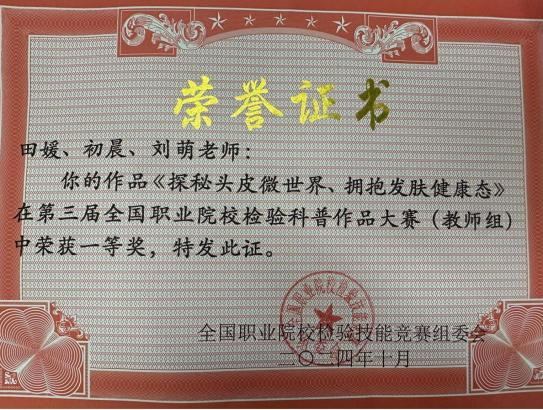 荣誉证书
田媛、初晨、刘萌老师：
你的作品《探秘头皮微世界、拥抱发肤健康态》
在第三届全国职业院校检验科普作品大赛（教师组）
中荣获一等奖，特发此证。
全国职业院校检验技能竞赛组委会
二〇二四年十月